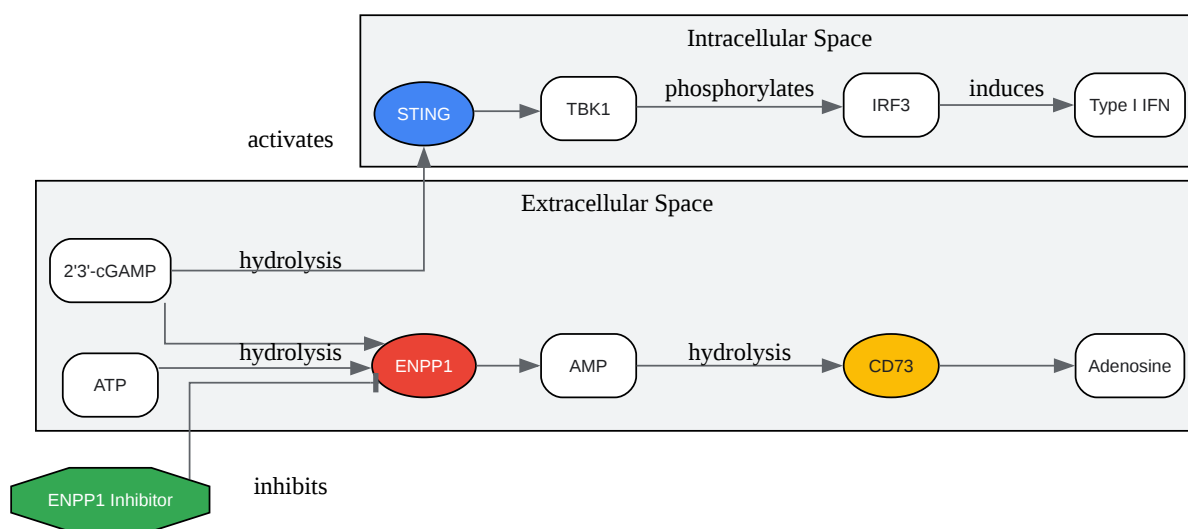 Intracellular Space
STING
TBK1
phosphorylates
IRF3
induces
Type I IFN
activates
Extracellular Space
2'3'-cGAMP
hydrolysis
ATP
hydrolysis
ENPP1
AMP
hydrolysis
CD73
Adenosine
ENPP1 Inhibitor
inhibits